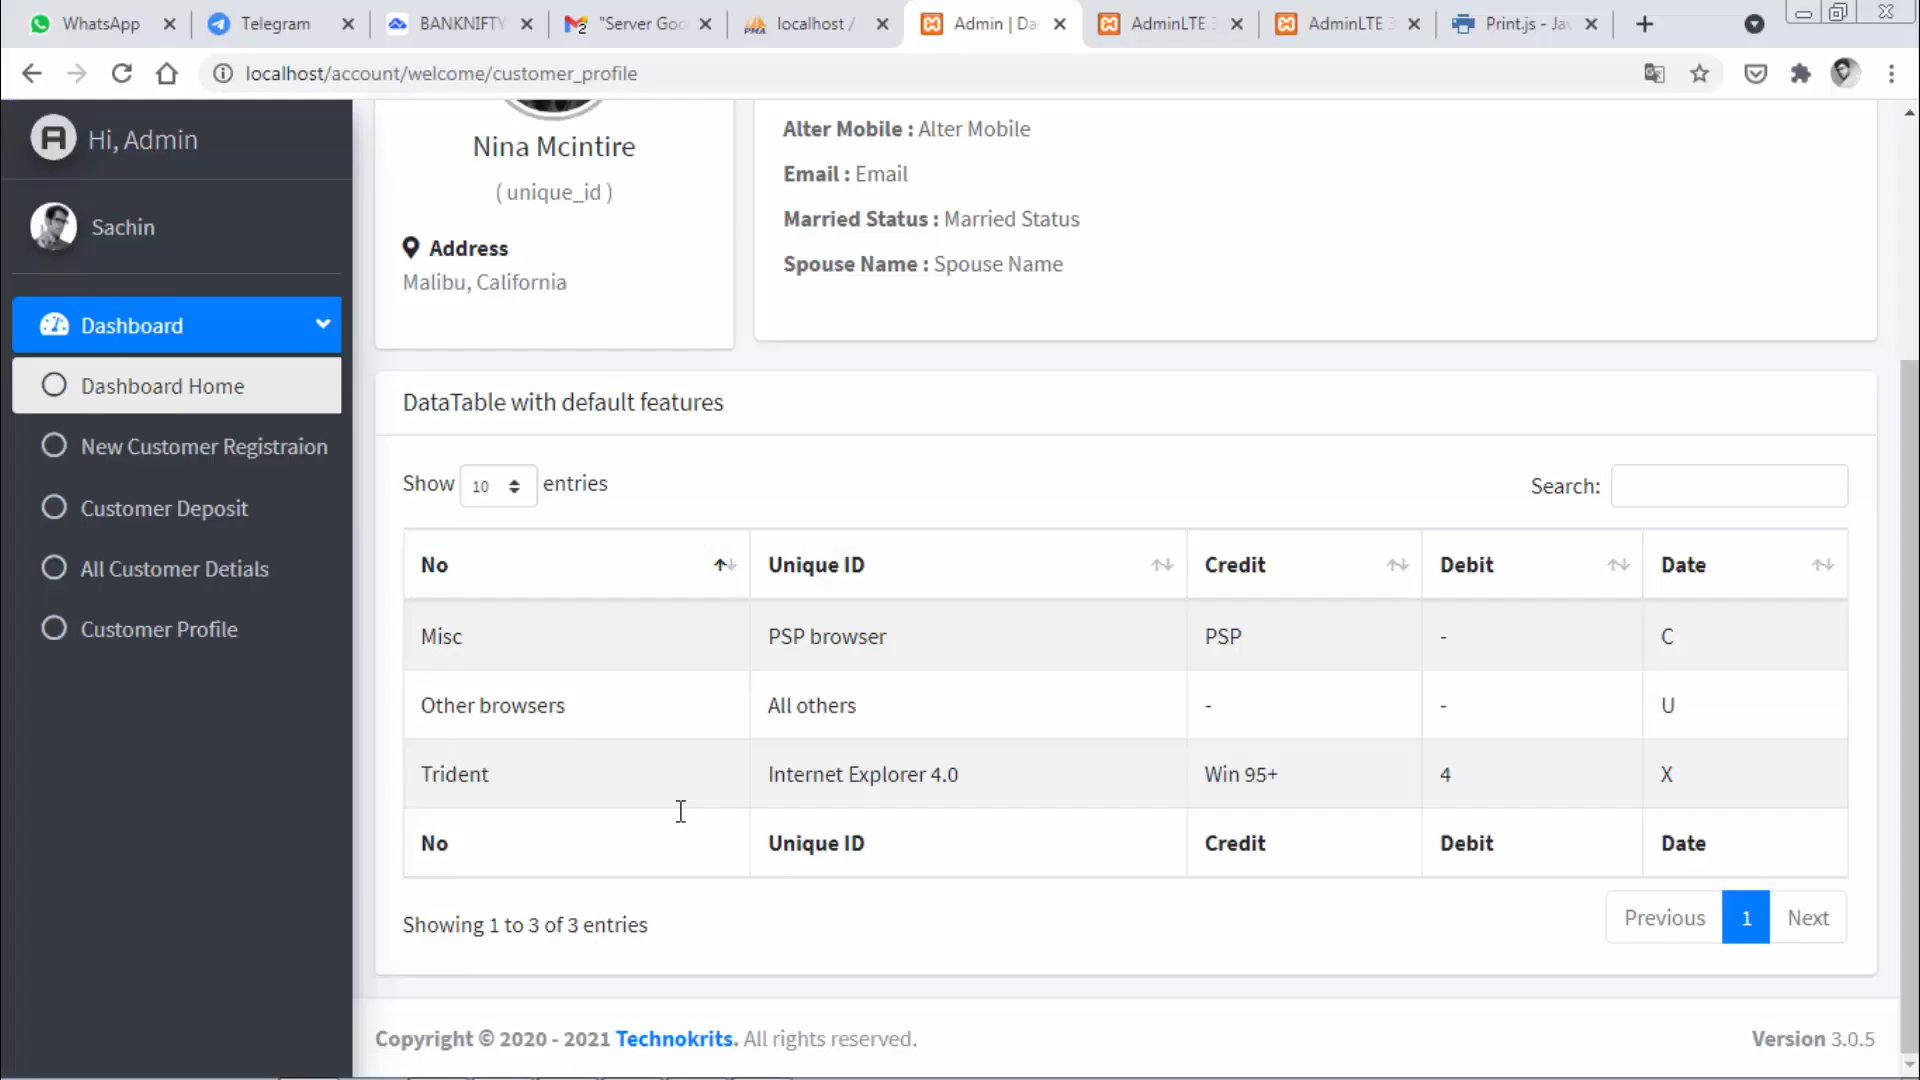 WhatsApp
Telegram
BANKNIFTY
"Server Goo
localhost /
Admin | Da
AdminLTE 3
AdminLTE 3
Print.js - Ja
localhost/account/welcome/customer_profile
Hi, Admin
Sachin
Dashboard
Dashboard Home
New Customer Registraion
Customer Deposit
All Customer Detials
Customer Profile
Nina Mcintire
( unique_id )
Address
Malibu, California
Alter Mobile : Alter Mobile
Email : Email
Married Status : Married Status
Spouse Name : Spouse Name
DataTable with default features
Show 10 entries
Search:
No Unique ID Credit Debit Date
Misc PSP browser PSP - C
Other browsers All others - - U
Trident Internet Explorer 4.0 Win 95+ 4 X
No Unique ID Credit Debit Date
Showing 1 to 3 of 3 entries
Previous 1 Next
Copyright © 2020 - 2021 Technokrits. All rights reserved.
Version 3.0.5